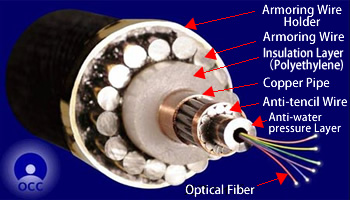 Armoring Wire
Holder
Armoring Wire
Insulation Layer
(Polyethylene)
Copper Pipe
Anti-tencil Wire
Anti-water
pressure Layer
Optical Fiber
OCC